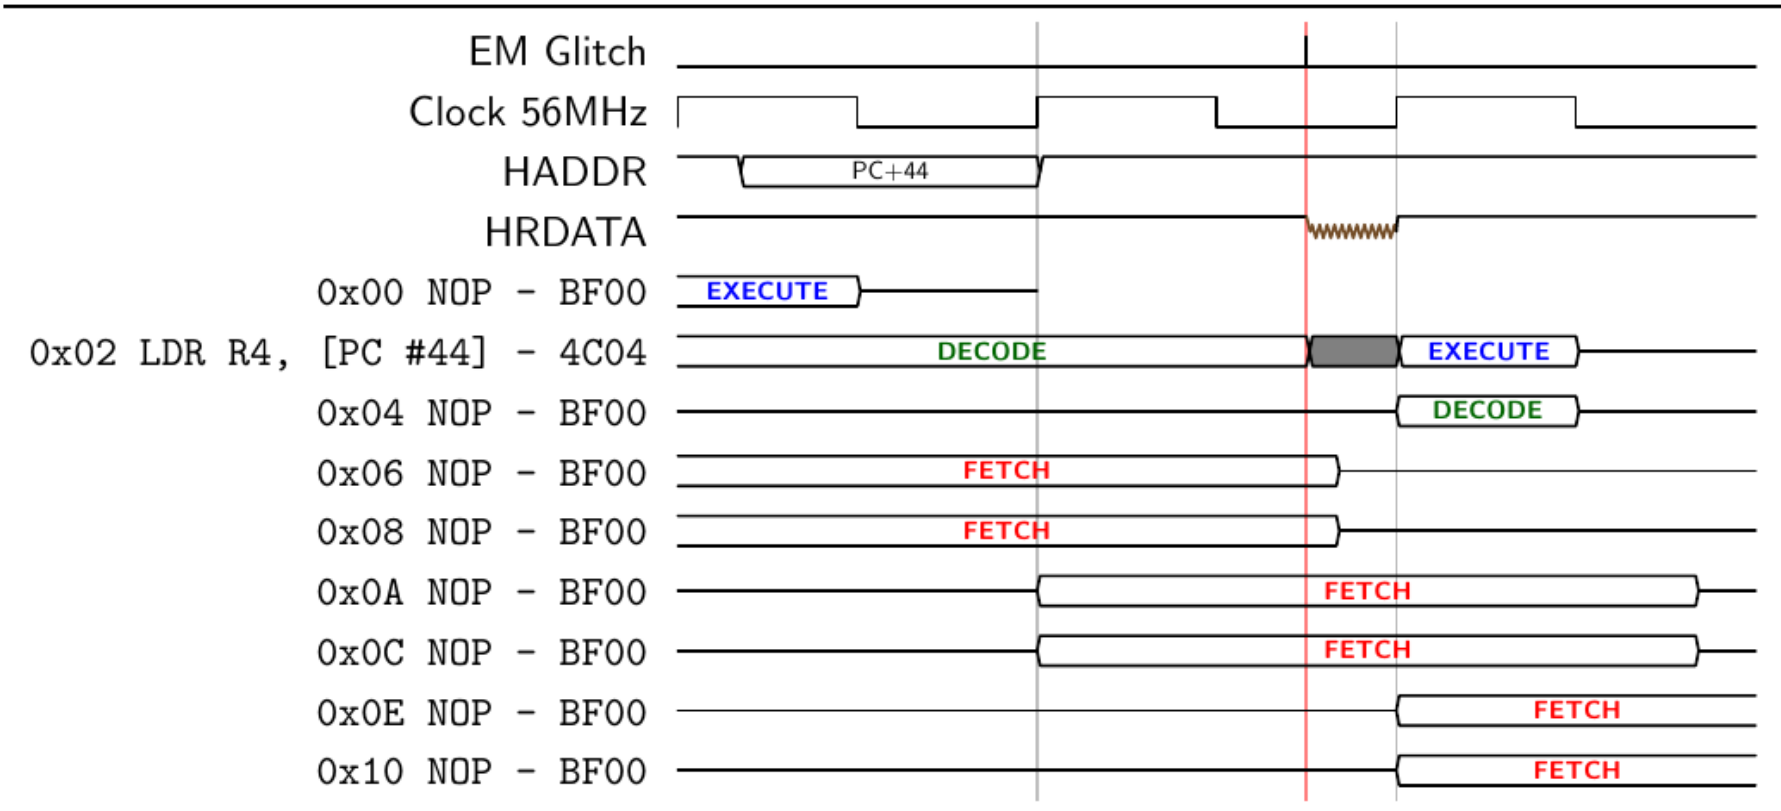 EM Glitch
Clock 56MHz
HADDR PC+44
HRDATA
0x00 NOP - BF00 EXECUTE
0x02 LDR R4, [PC #44] - 4C04 DECODE EXECUTE
0x04 NOP - BF00 DECODE
0x06 NOP - BF00 FETCH
0x08 NOP - BF00 FETCH
0x0A NOP - BF00 FETCH
0x0C NOP - BF00 FETCH
0x0E NOP - BF00 FETCH
0x10 NOP - BF00 FETCH